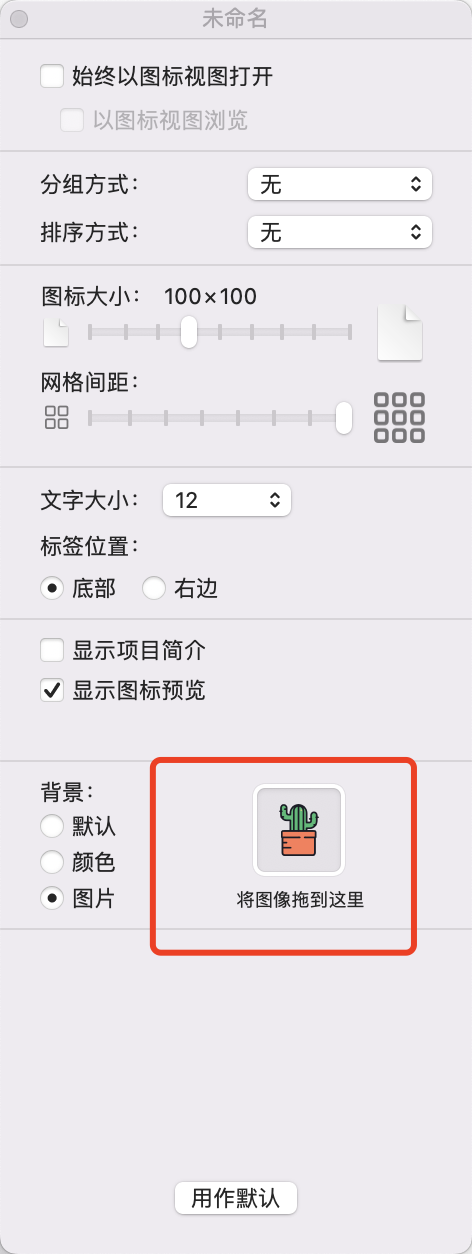 未命名
始终以图标视图打开
以图标视图浏览
分组方式： 无
排序方式： 无
图标大小： 100×100
网格间距：
文字大小： 12
标签位置：
底部 右边
显示项目简介
显示图标预览
背景：
默认
颜色
图片
将图像拖到这里
用作默认